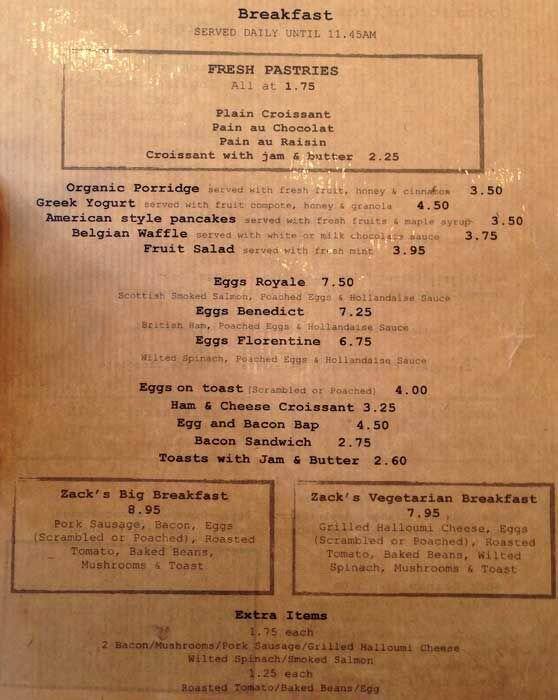 Breakfast
SERVED DAILY UNTIL 11.45AM
FRESH PASTRIES
All at 1.75
Plain Croissant
Pain au Chocolat
Pain au Raisin
Croissant with jam & butter 2.25
Organic Porridge served with fresh fruit, honey & cinnamon 3.50
Greek Yogurt served with fruit compote, honey & granola 4.50
American style pancakes served with fresh fruits & maple syrup 3.50
Belgian Waffle served with white or milk chocolate sauce 3.75
Fruit Salad served with fresh mint 3.95
Eggs Royale 7.50
Scottish Smoked Salmon, Poached Eggs & Hollandaise Sauce
Eggs Benedict 7.25
British Ham, Poached Eggs & Hollandaise Sauce
Eggs Florentine 6.75
Wilted Spinach, Poached Eggs & Hollandaise Sauce
Eggs on toast (Scrambled or Poached) 4.00
Ham & Cheese Croissant 3.25
Egg and Bacon Bap 4.50
Bacon Sandwich 2.75
Toasts with Jam & Butter 2.60
Zack's Big Breakfast
8.95
Pork Sausage, Bacon, Eggs
(Scrambled or Poached), Roasted
Tomato, Baked Beans,
Mushrooms & Toast
Zack's Vegetarian Breakfast
7.95
Grilled Halloumi Cheese, Eggs
(Scrambled or Poached), Roasted
Tomato, Baked Beans, Wilted
Spinach, Mushrooms & Toast
Extra Items
1.75 each
2 Bacon/Mushrooms/Pork Sausage/Grilled Halloumi Cheese
Wilted Spinach/Smoked Salmon
1.25 each
Roasted Tomato/Baked Beans/Egg